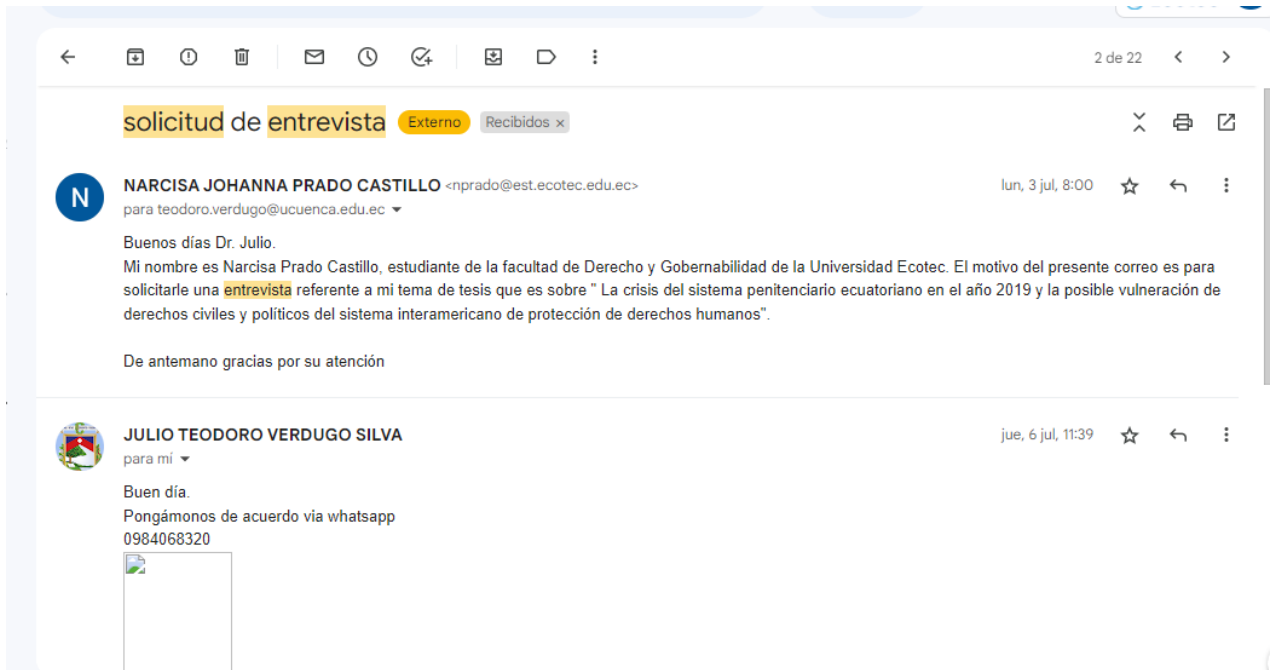 2 de 22
solicitud de entrevista Externo Recibidos ×
N NARCISA JOHANNA PRADO CASTILLO <nprado@est.ecotec.edu.ec> lun, 3 jul, 8:00
para teodoro.verdugo@ucuenca.edu.ec
Buenos días Dr. Julio.
Mi nombre es Narcisa Prado Castillo, estudiante de la facultad de Derecho y Gobernabilidad de la Universidad Ecotec. El motivo del presente correo es para
solicitarle una entrevista referente a mi tema de tesis que es sobre " La crisis del sistema penitenciario ecuatoriano en el año 2019 y la posible vulneración de
derechos civiles y políticos del sistema interamericano de protección de derechos humanos".
De antemano gracias por su atención
JULIO TEODORO VERDUGO SILVA jue, 6 jul, 11:39
para mí
Buen día.
Pongámonos de acuerdo via whatsapp
0984068320